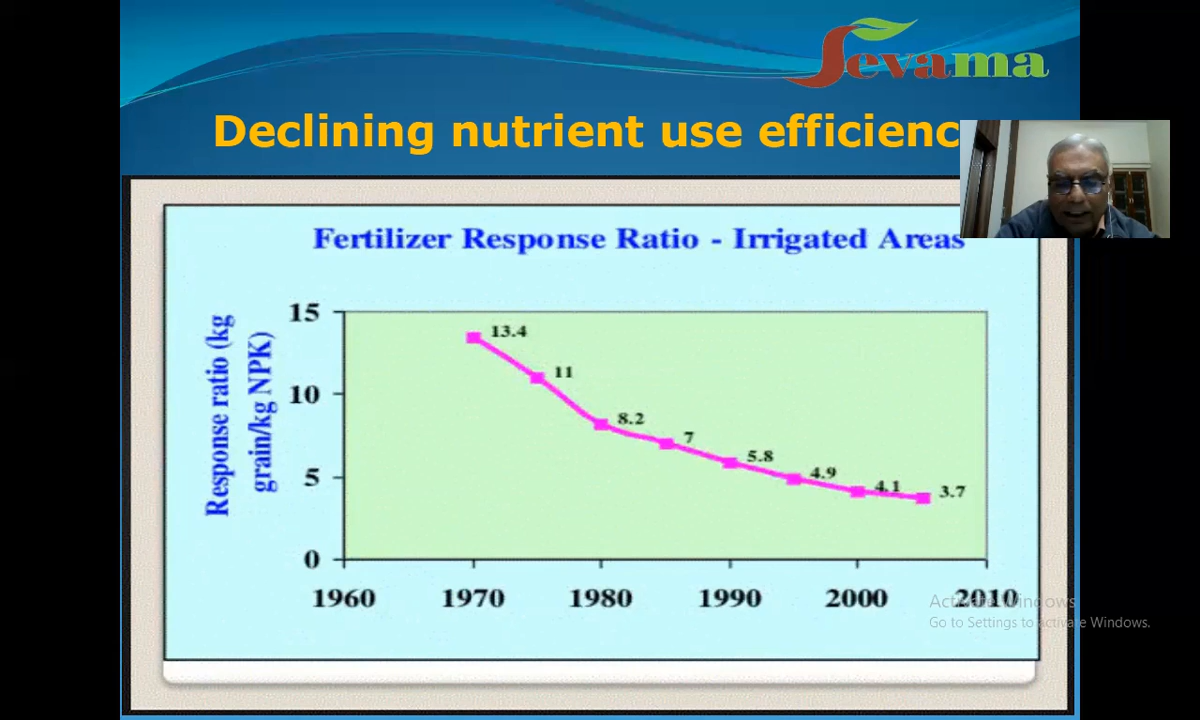 Sevama
Declining nutrient use efficienc
Fertilizer Response Ratio - Irrigated Areas
Response ratio (kg
grain/kg NPK)
15
10
5
0
13.4
11
8.2
7
5.8
4.9
4.1
3.7
1960 1970 1980 1990 2000 2010
Activate Windows
Go to Settings to activate Windows.